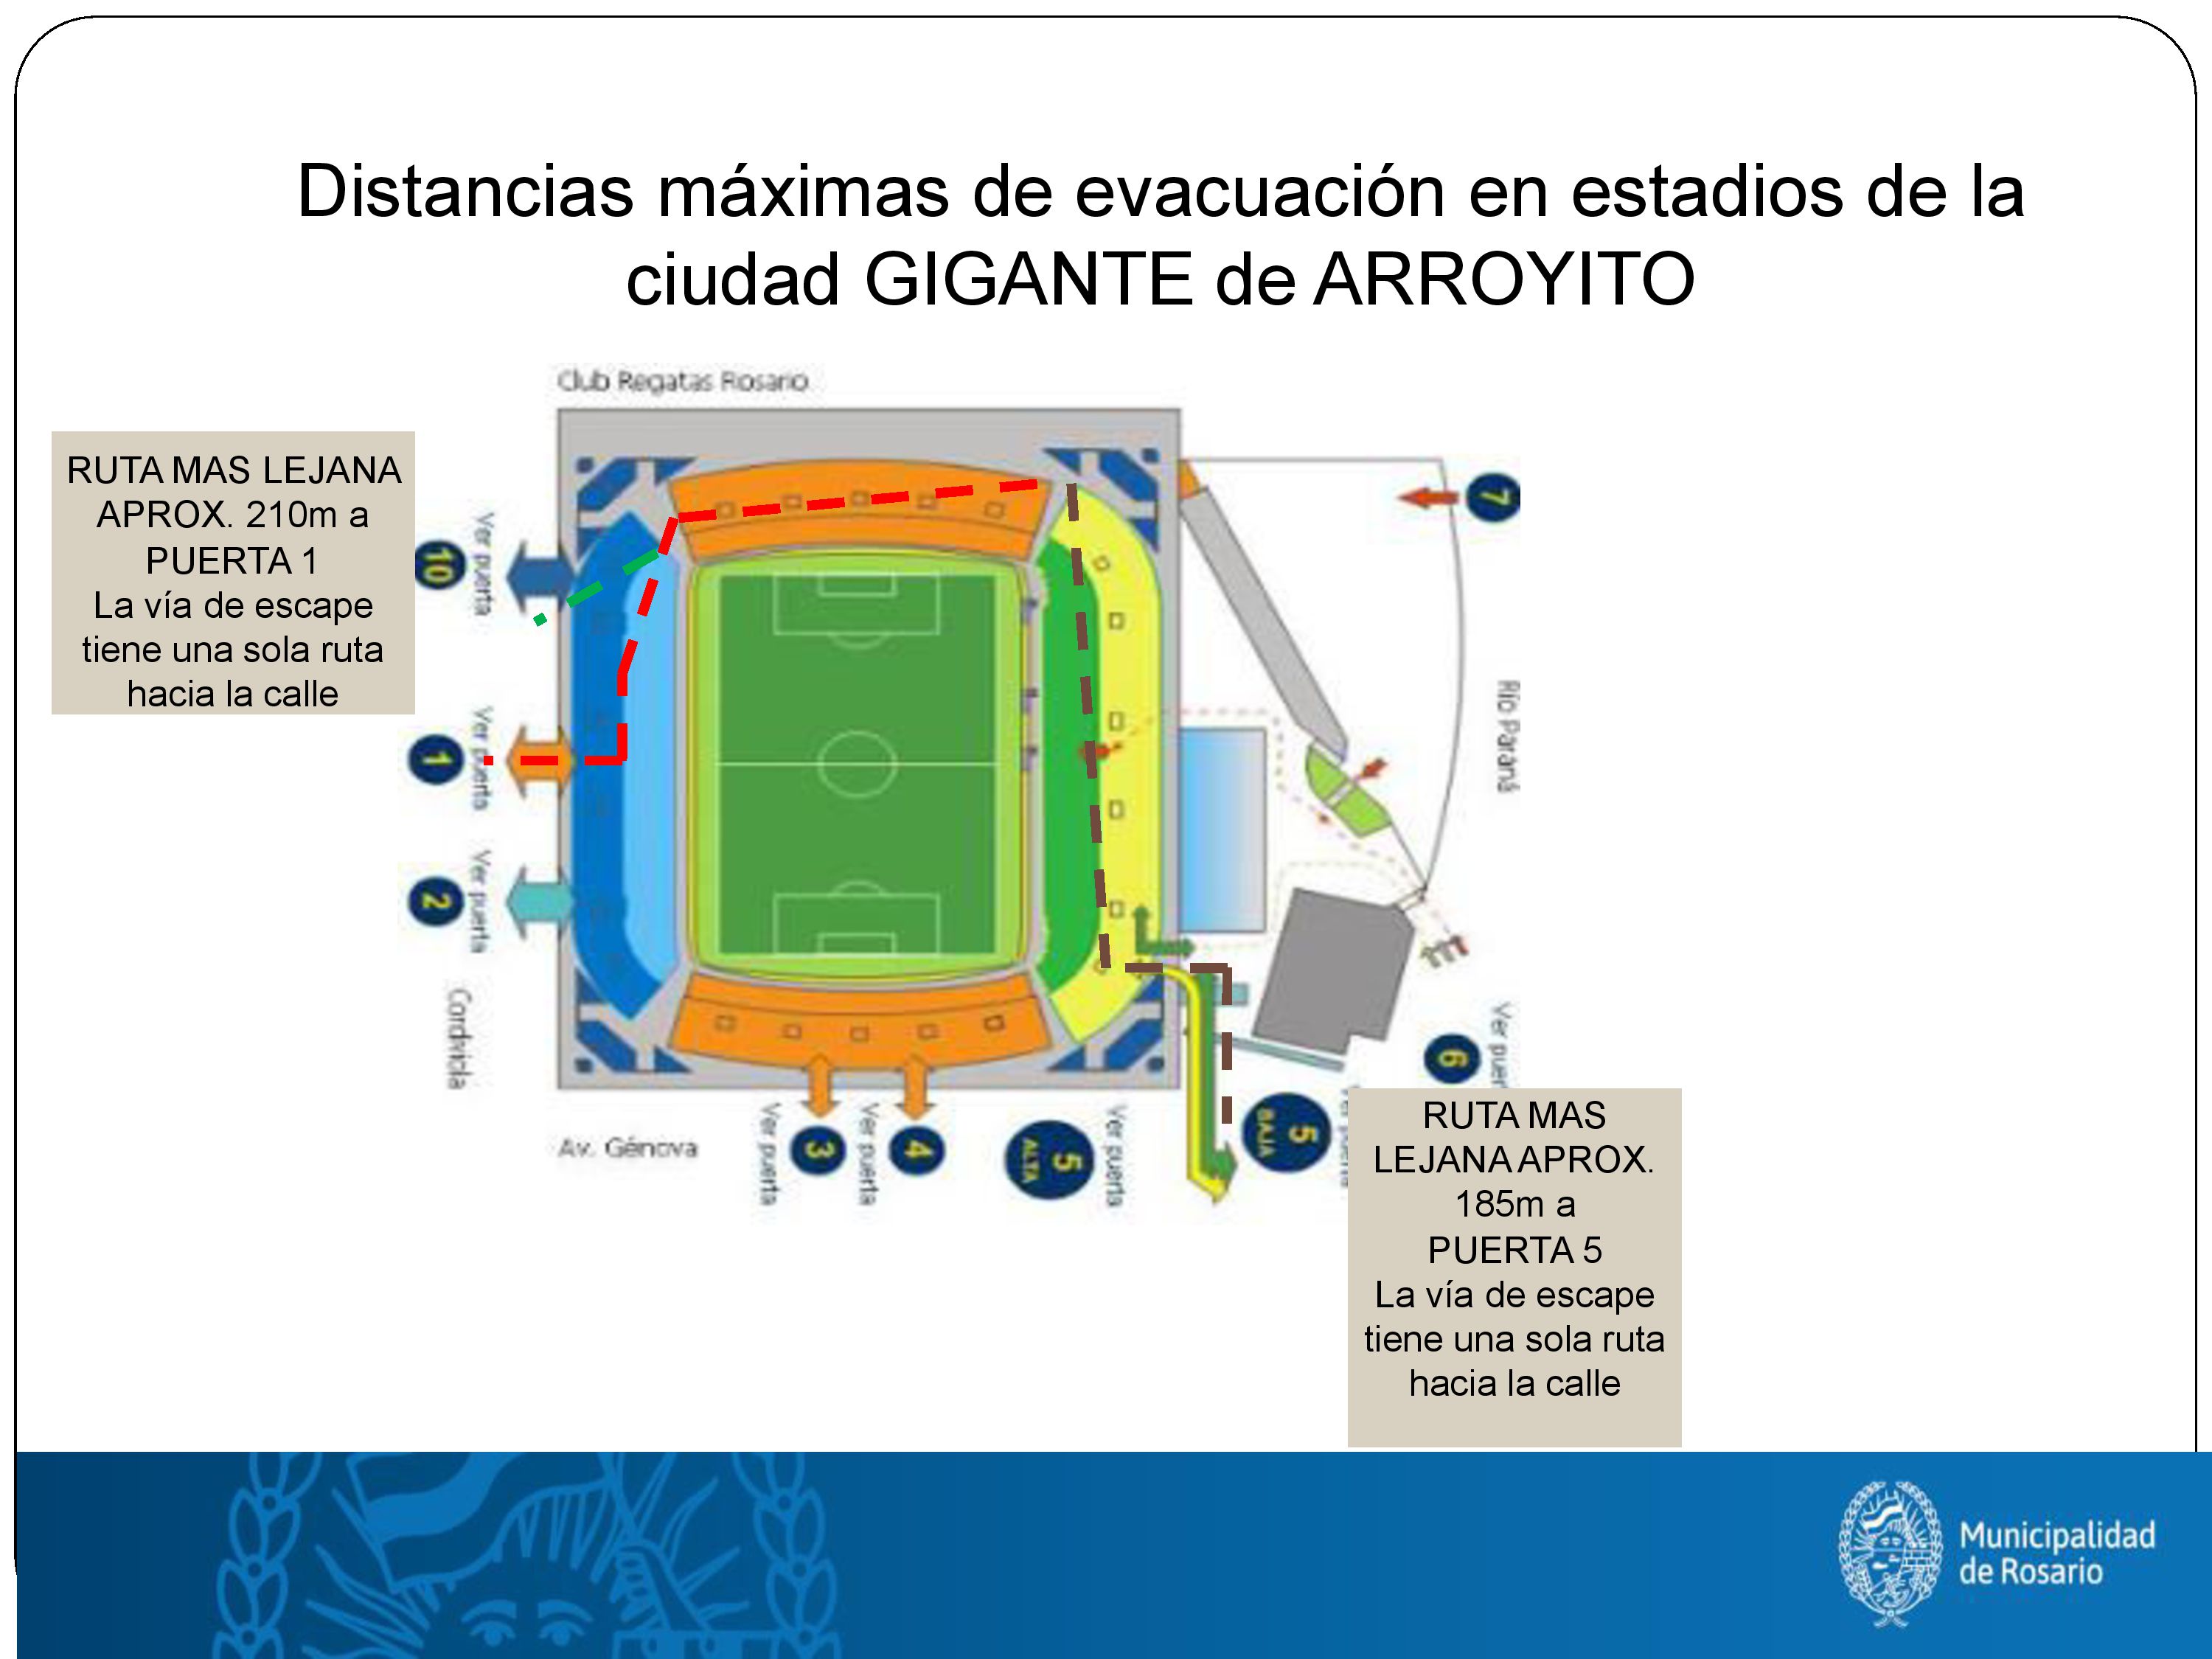 Distancias máximas de evacuación en estadios de la
ciudad GIGANTE de ARROYITO
Club Regatas Rosario
RUTA MAS LEJANA
APROX. 210m a
PUERTA 1
La vía de escape
tiene una sola ruta
hacia la calle
10
Ver puerta
1
Ver puerta
2
Ver puerta
Cordiviola
7
Río Paraná
6
Ver puer
Av. Génova
Ver puerta
3
Ver puerta
4
5
ALTA
Ver puerta
5
BAJA
RUTA MAS
LEJANA APROX.
185m a
PUERTA 5
La vía de escape
tiene una sola ruta
hacia la calle
Municipalidad
de Rosario